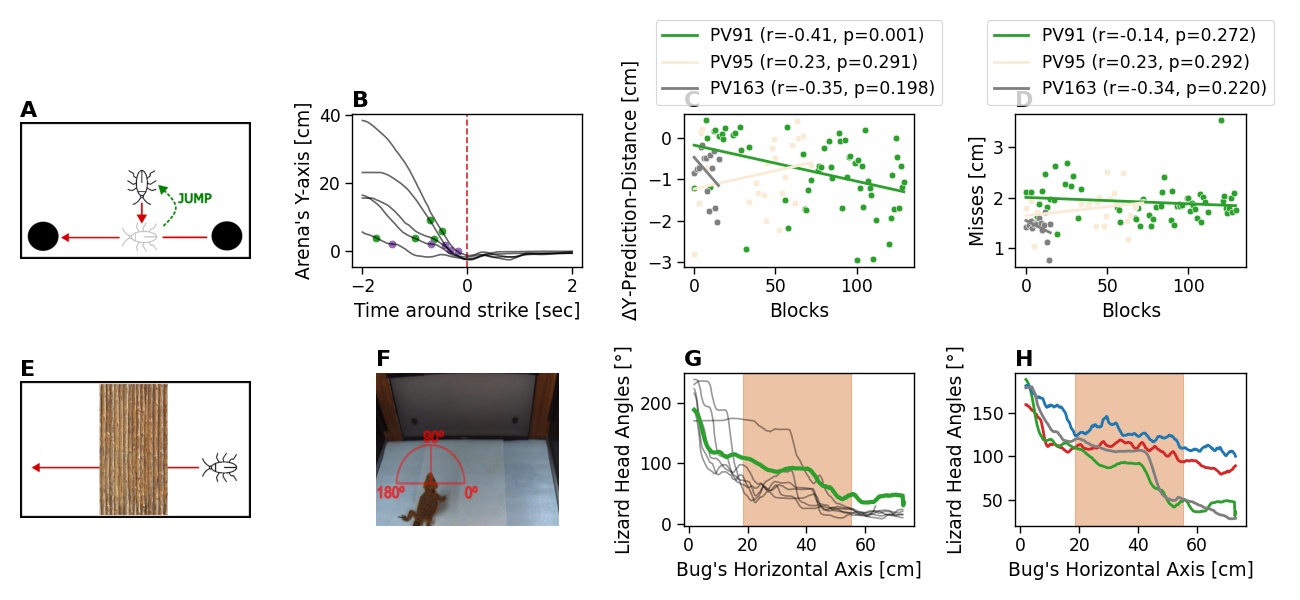 PV91 (r=-0.41, p=0.001)
PV95 (r=0.23, p=0.291)
PV163 (r=-0.35, p=0.198)
PV91 (r=-0.14, p=0.272)
PV95 (r=0.23, p=0.292)
PV163 (r=-0.34, p=0.220)
A
JUMP
B
Arena's Y-axis [cm]
40
20
0
−2
0
2
Time around strike [sec]
C
ΔY-Prediction-Distance [cm]
0
−1
−2
−3
0
100
Blocks
D
Misses [cm]
3
2
1
0
50
100
Blocks
E
F
90°
180°
0°
G
Lizard Head Angles [°]
200
100
0
0
20
40
60
Bug's Horizontal Axis [cm]
H
Lizard Head Angles [°]
150
100
50
0
20
40
60
Bug's Horizontal Axis [cm]